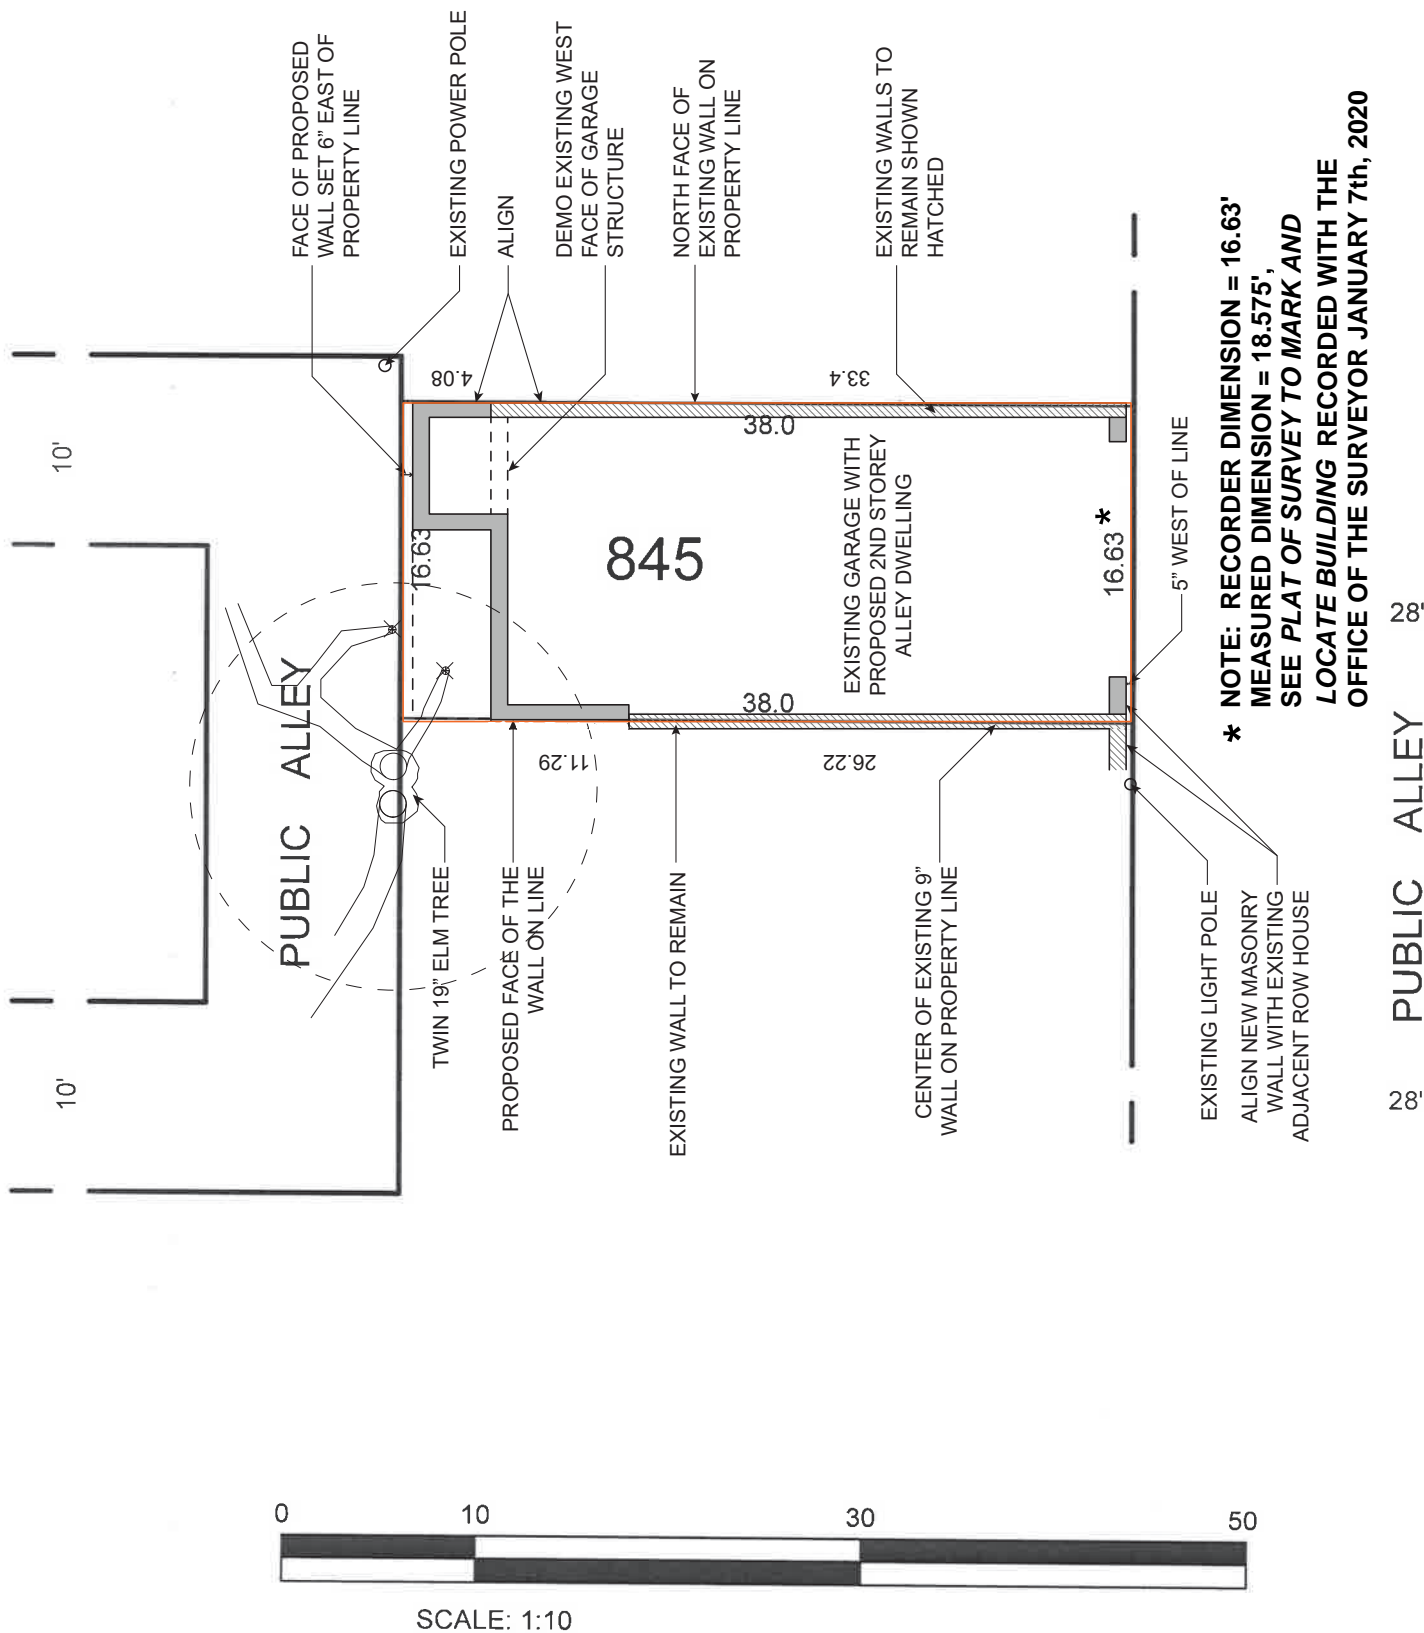 FACE OF PROPOSED
WALL SET 6" EAST OF
PROPERTY LINE
EXISTING POWER POLE
ALIGN
DEMO EXISTING WEST
FACE OF GARAGE
STRUCTURE
NORTH FACE OF
EXISTING WALL ON
PROPERTY LINE
EXISTING WALLS TO
REMAIN SHOWN
HATCHED
10'
4.08
33.4
38.0
16.63
845
EXISTING GARAGE WITH
PROPOSED 2ND STOREY
ALLEY DWELLING
16.63 *
5" WEST OF LINE
* NOTE: RECORDER DIMENSION = 16.63'
MEASURED DIMENSION = 18.575',
SEE PLAT OF SURVEY TO MARK AND
LOCATE BUILDING RECORDED WITH THE
OFFICE OF THE SURVEYOR JANUARY 7th, 2020
28'
PUBLIC ALLEY
38.0
11.29
26.22
10'
TWIN 19" ELM TREE
PROPOSED FACE OF THE
WALL ON LINE
EXISTING WALL TO REMAIN
CENTER OF EXISTING 9"
WALL ON PROPERTY LINE
EXISTING LIGHT POLE
ALIGN NEW MASONRY
WALL WITH EXISTING
ADJACENT ROW HOUSE
PUBLIC ALLEY
28'
0 10 30 50
SCALE: 1:10